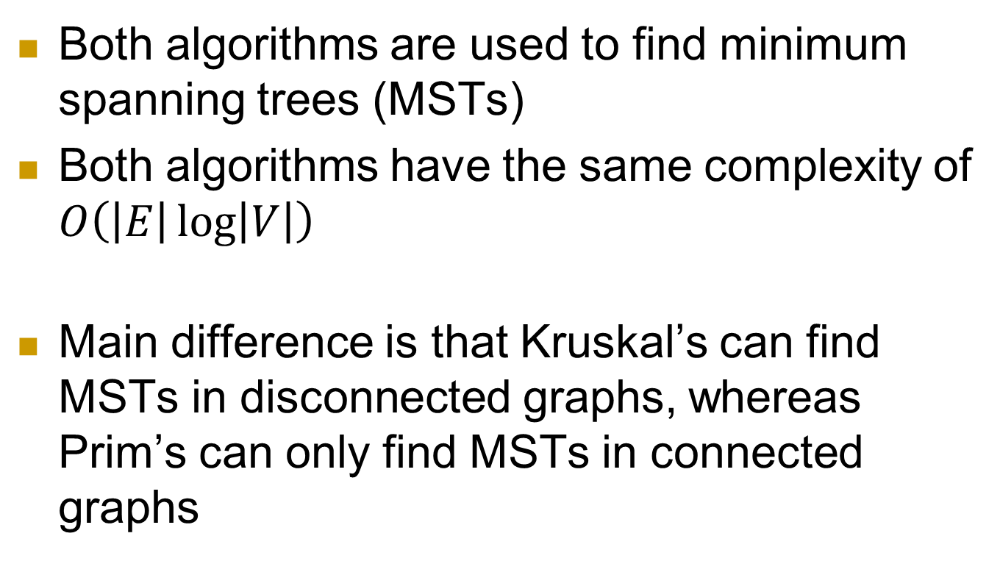 Both algorithms are used to find minimum
spanning trees (MSTs)
Both algorithms have the same complexity of
O(|E| log|V|)
Main difference is that Kruskal’s can find
MSTs in disconnected graphs, whereas
Prim’s can only find MSTs in connected
graphs